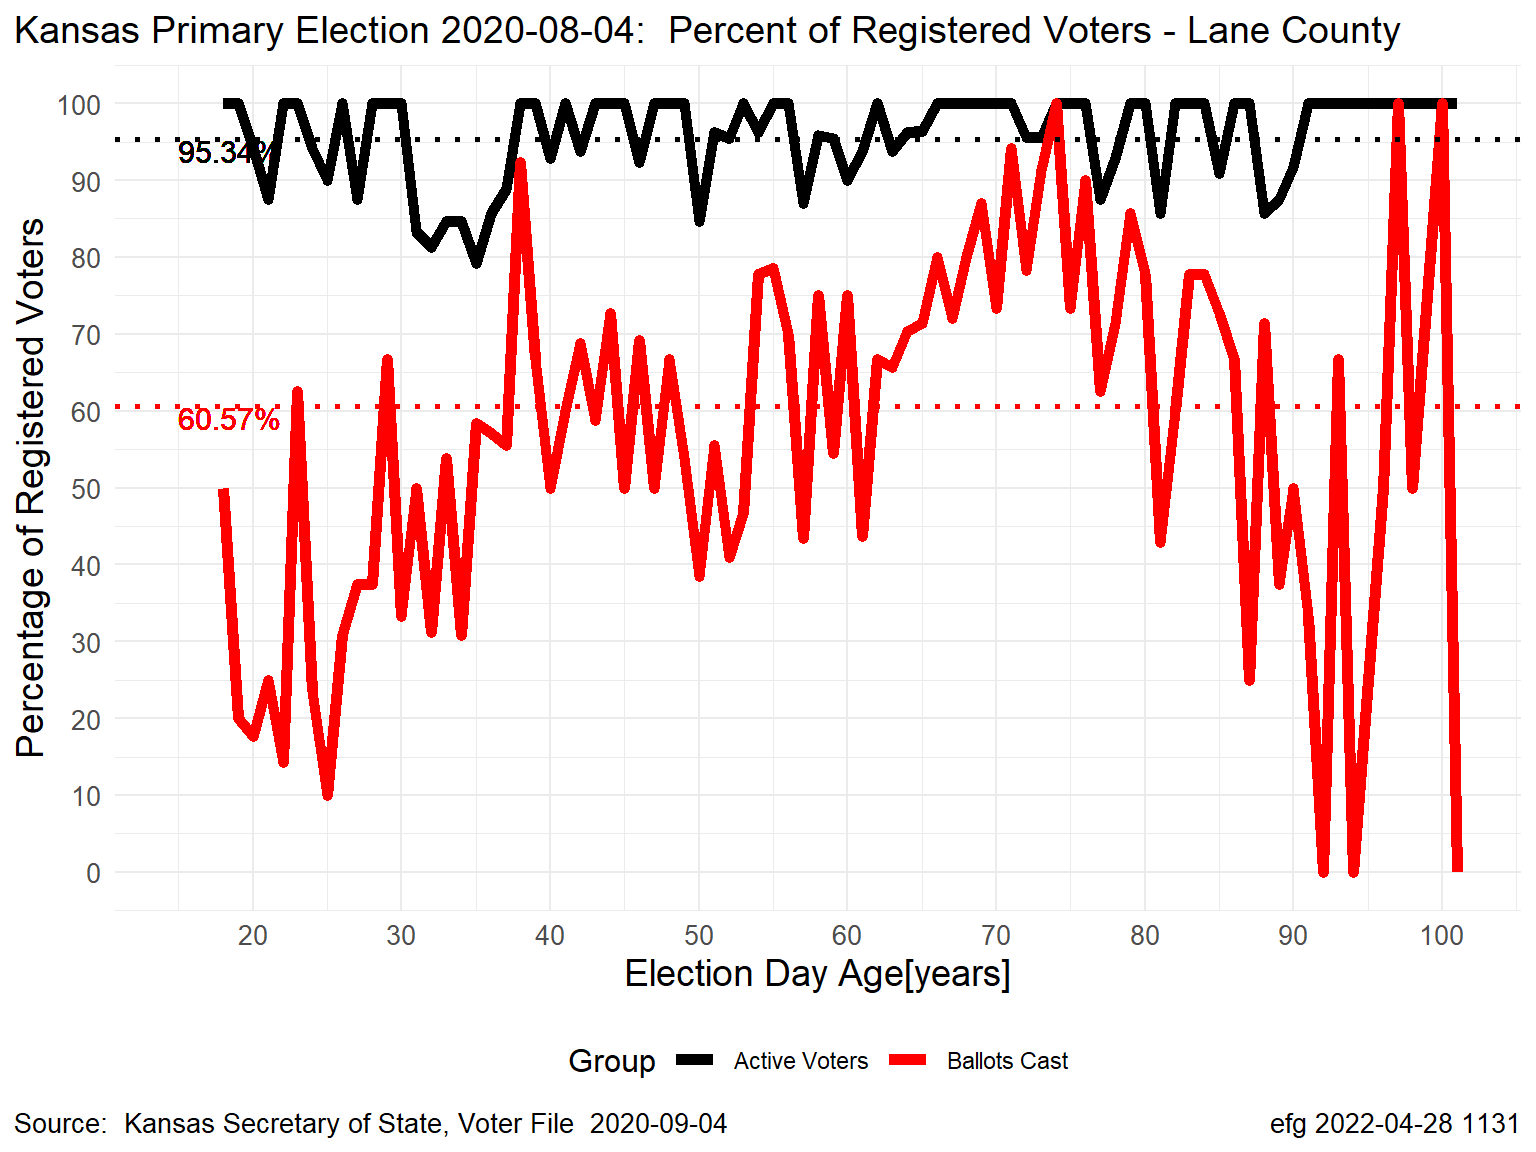 Kansas Primary Election 2020-08-04:  Percent of Registered Voters - Lane County
Percentage of Registered Voters
100
90
80
70
60
50
40
30
20
10
0
95.34%
60.57%
20 30 40 50 60 70 80 90 100
Election Day Age[years]
Group Active Voters Ballots Cast
Source:  Kansas Secretary of State, Voter File  2020-09-04
efg 2022-04-28 1131